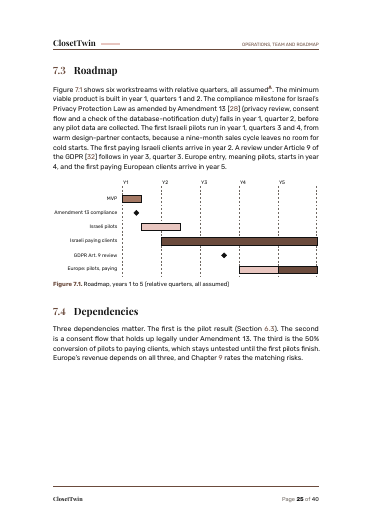 ClosetTwin
OPERATIONS, TEAM AND ROADMAP
7.3 Roadmap
Figure 7.1 shows six workstreams with relative quarters, all assumedᴬ. The minimum
viable product is built in year 1, quarters 1 and 2. The compliance milestone for Israel's
Privacy Protection Law as amended by Amendment 13 [28] (privacy review, consent
flow and a check of the database-notification duty) falls in year 1, quarter 2, before
any pilot data are collected. The first Israeli pilots run in year 1, quarters 3 and 4, from
warm design-partner contacts, because a nine-month sales cycle leaves no room for
cold starts. The first paying Israeli clients arrive in year 2. A review under Article 9 of
the GDPR [32] follows in year 3, quarter 3. Europe entry, meaning pilots, starts in year
4, and the first paying European clients arrive in year 5.
Y1 Y2 Y3 Y4 Y5
MVP
Amendment 13 compliance
Israeli pilots
Israeli paying clients
GDPR Art. 9 review
Europe: pilots, paying
Figure 7.1. Roadmap, years 1 to 5 (relative quarters, all assumed)
7.4 Dependencies
Three dependencies matter. The first is the pilot result (Section 6.3). The second
is a consent flow that holds up legally under Amendment 13. The third is the 50%
conversion of pilots to paying clients, which stays untested until the first pilots finish.
Europe's revenue depends on all three, and Chapter 9 rates the matching risks.
ClosetTwin
Page 25 of 40